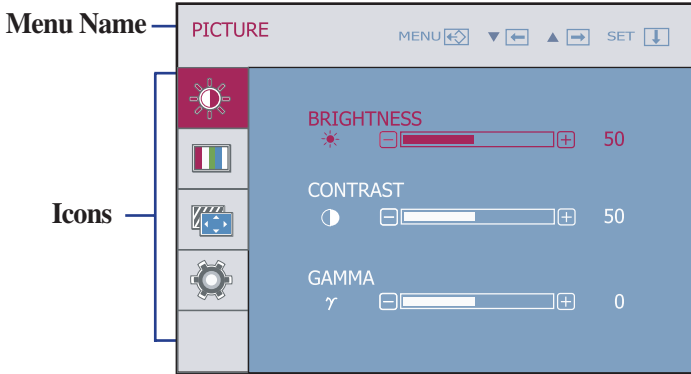 Menu Name
PICTURE MENU ▼ ▲ SET
Icons
BRIGHTNESS
50
CONTRAST
50
GAMMA
γ 0